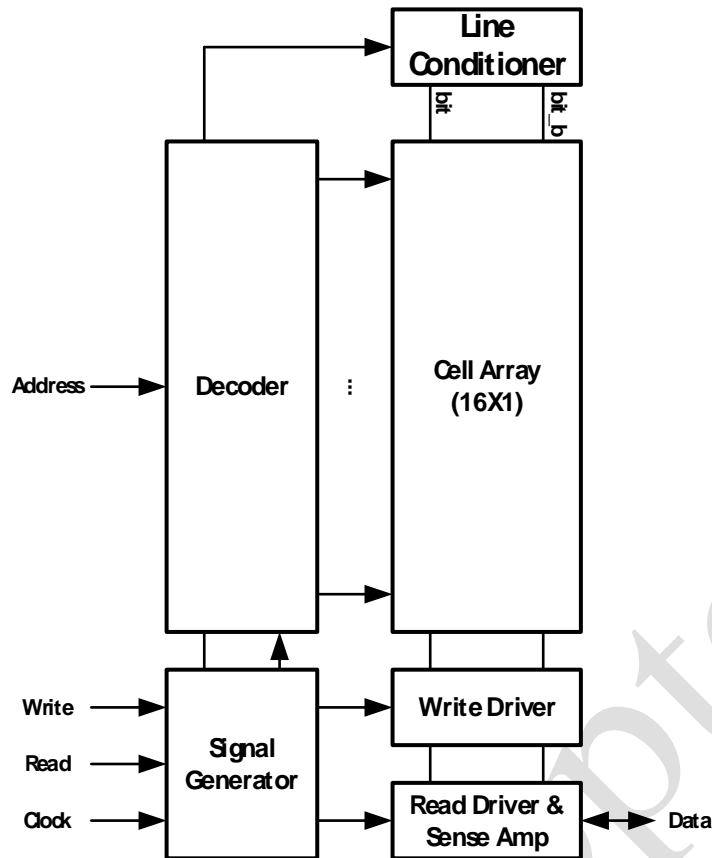 Line
Conditioner
bit
bit_b
Address
Decoder
...
Cell Array
(16X1)
Write
Read
Clock
Signal
Generator
Write Driver
Read Driver &
Sense Amp
Data